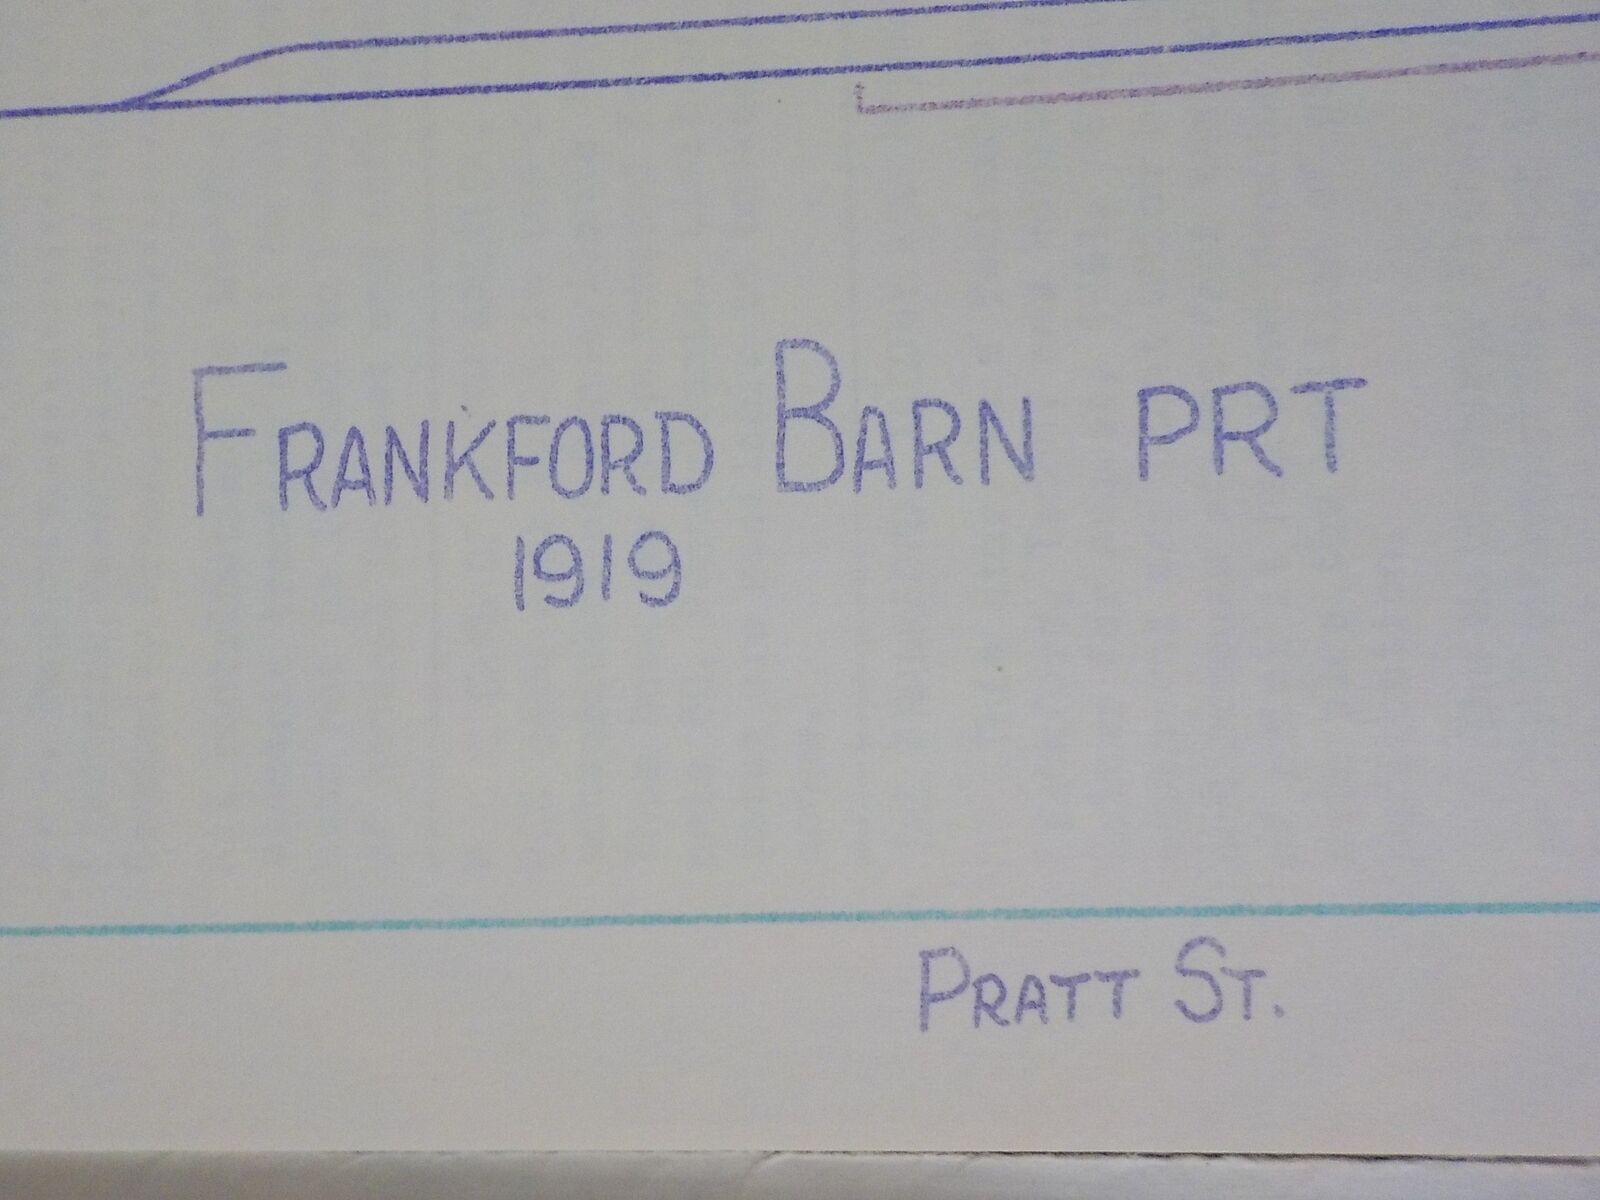 FRANKFORD BARN PRT
1919
PRATT ST.